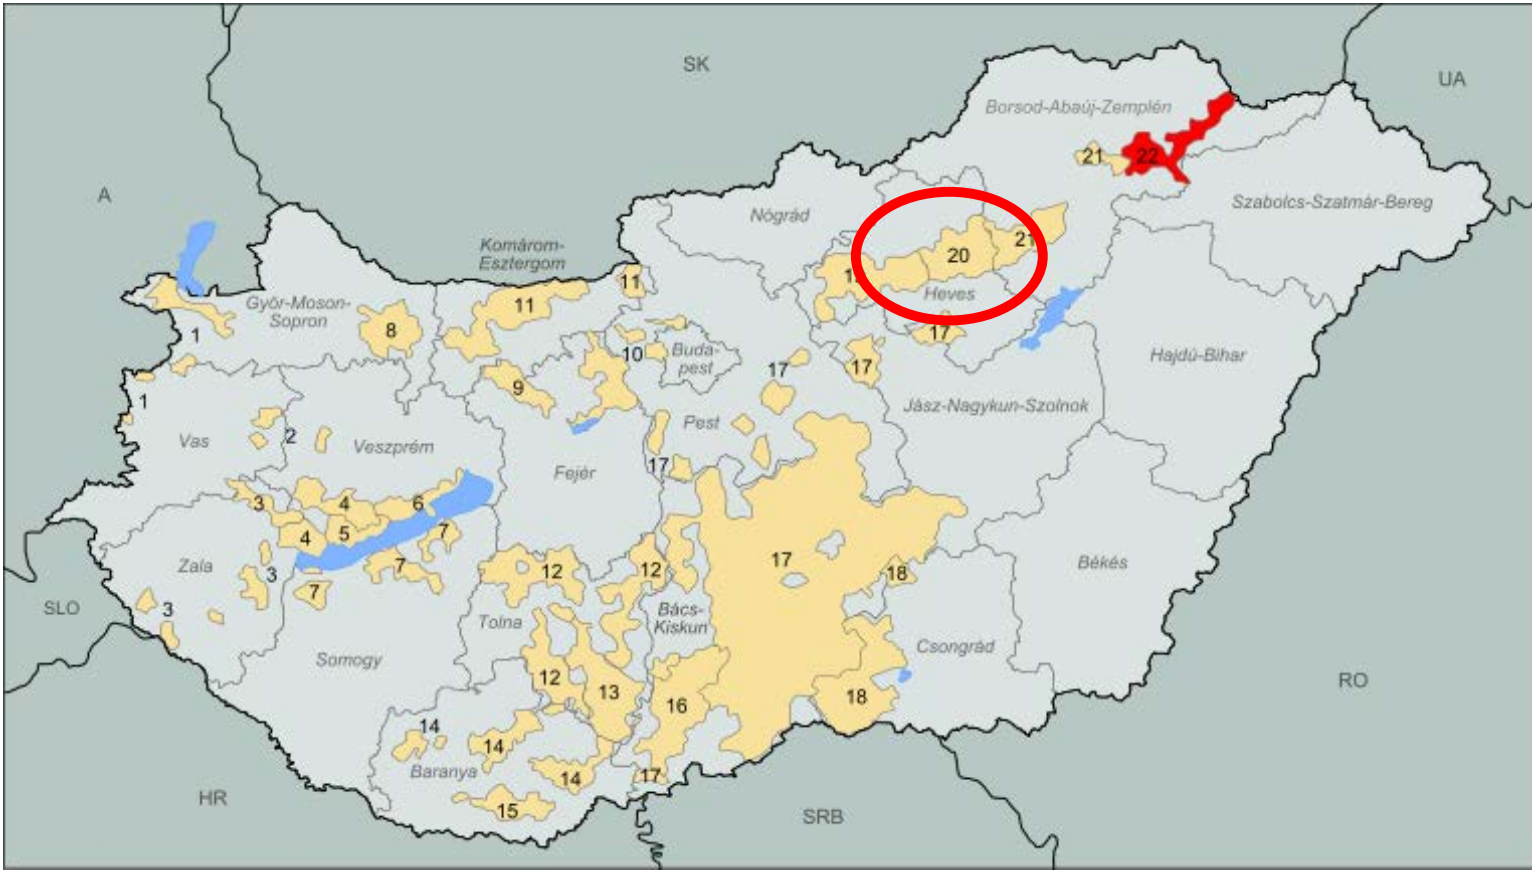 SK
UA
Borsod-Abaúj-Zemplén
21
22
A
Nógrád
Szabolcs-Szatmár-Bereg
Komárom-
Esztergom
21
20
11
11
Heves
Győr-Moson-
Sopron
1
8
17
10
Buda-
pest
Hajdú-Bihar
17
17
9
1
Jász-Nagykun-Szolnok
Pest
Vas
2
Veszprém
17
Fejér
3
4
6
5
4
7
17
Zala
3
7
12
12
18
Békés
7
3
SLO
Tolna
Bács-
Kiskun
Csongrád
Somogy
12
13
RO
16
18
14
14
Baranya
14
17
HR
15
SRB